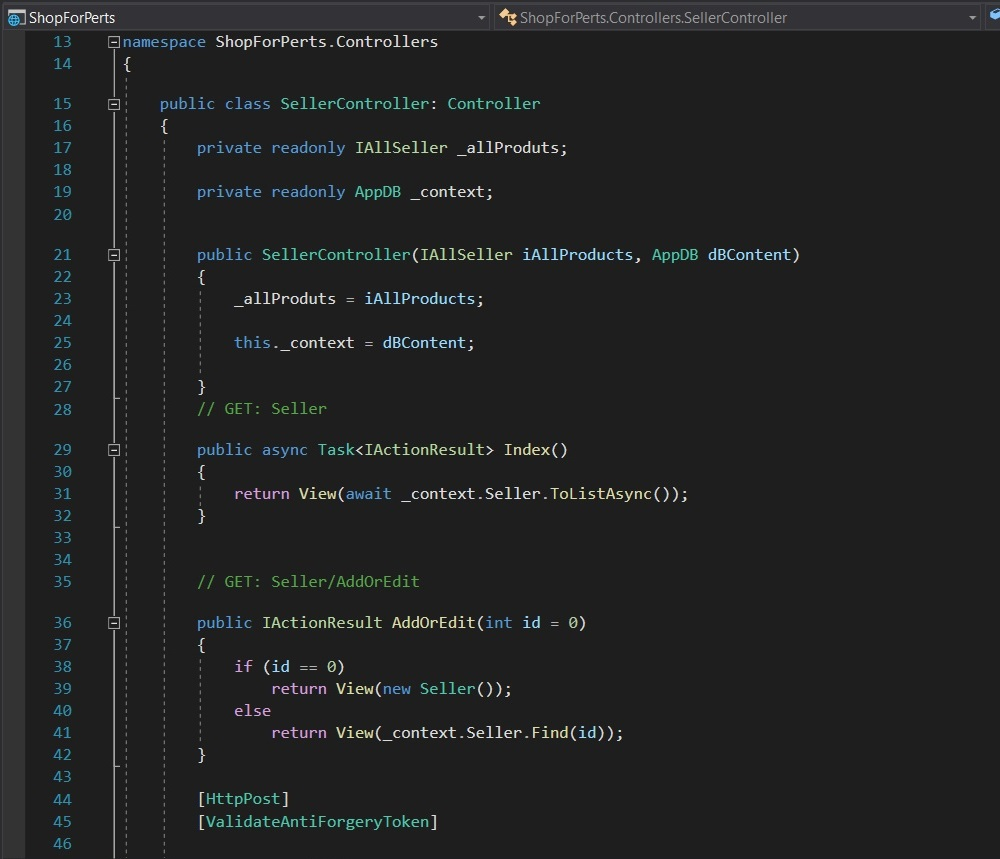 ShopForPerts ShopForPerts.Controllers.SellerController
13 namespace ShopForPerts.Controllers
14 {
15 public class SellerController: Controller
16 {
17 private readonly IAllSeller _allProduts;
18
19 private readonly AppDB _context;
20
21 public SellerController(IAllSeller iAllProducts, AppDB dBContent)
22 {
23 _allProduts = iAllProducts;
24
25 this._context = dBContent;
26
27 }
28 // GET: Seller
29 public async Task<IActionResult> Index()
30 {
31 return View(await _context.Seller.ToListAsync());
32 }
33
34
35 // GET: Seller/AddOrEdit
36 public IActionResult AddOrEdit(int id = 0)
37 {
38 if (id == 0)
39 return View(new Seller());
40 else
41 return View(_context.Seller.Find(id));
42 }
43
44 [HttpPost]
45 [ValidateAntiForgeryToken]
46